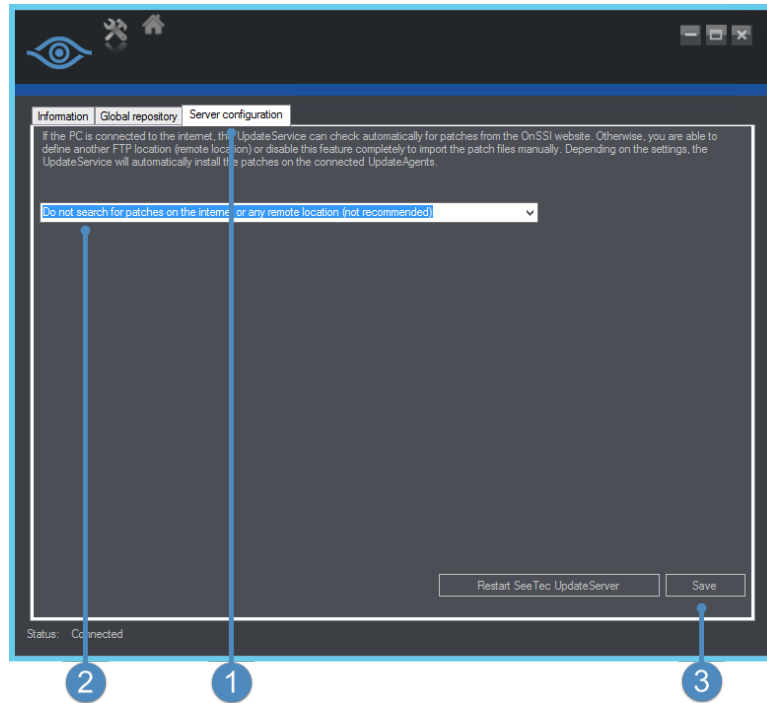 Information Global repository Server configuration
If the PC is connected to the internet, the UpdateService can check automatically for patches from the OnSSI website. Otherwise, you are able to
define another FTP location (remote location) or disable this feature completely to import the patch files manually. Depending on the settings, the
UpdateService will automatically install the patches on the connected UpdateAgents.
Do not search for patches on the internet or any remote location (not recommended)
Restart SeeTec UpdateServer Save
Status: Connected
2 1 3